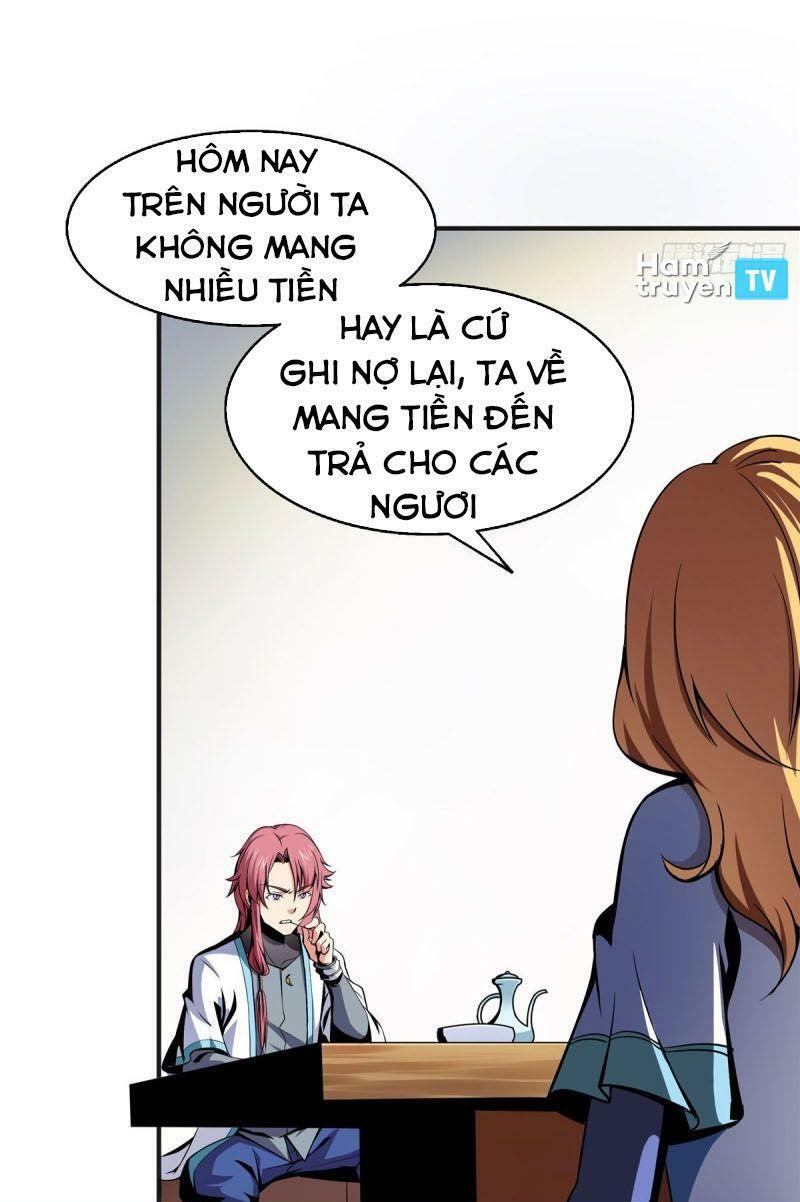 HÔM NAY
TRÊN NGƯỜI TA
KHÔNG MANG
NHIỀU TIỀN
HAY LÀ CỨ
GHI NỢ LẠI, TA VỀ
MANG TIỀN ĐẾN
TRẢ CHO CÁC
NGƯƠI
Ham
truyen TV